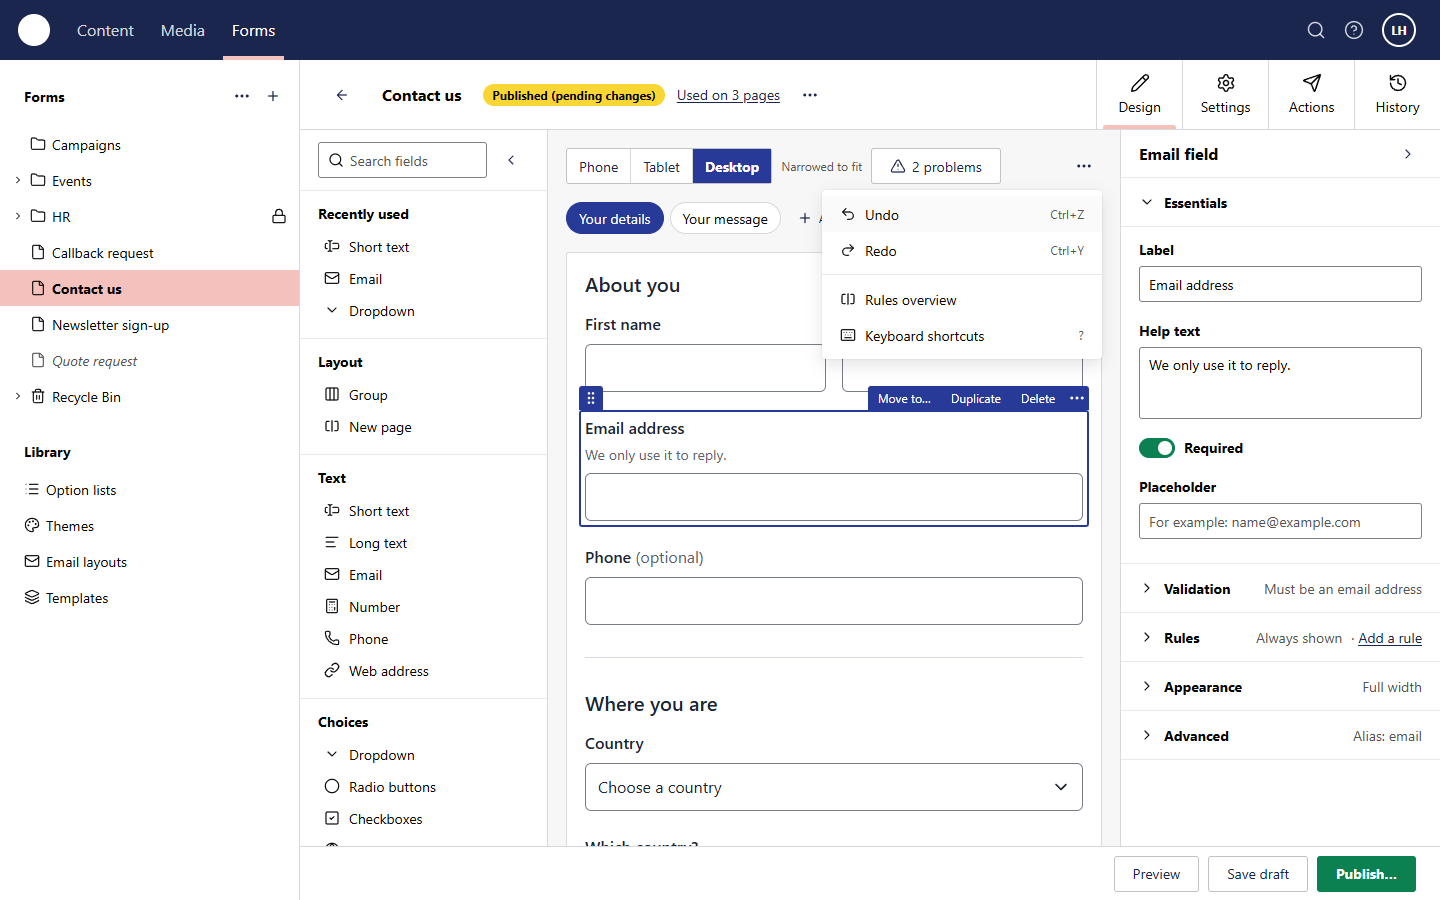 Content
Media
Forms
LH
Forms
Campaigns
Events
HR
Callback request
Contact us
Newsletter sign-up
Quote request
Recycle Bin
Library
Option lists
Themes
Email layouts
Templates
Contact us
Published (pending changes)
Used on 3 pages
Design
Settings
Actions
History
Search fields
Recently used
Short text
Email
Dropdown
Layout
Group
New page
Text
Short text
Long text
Email
Number
Phone
Web address
Choices
Dropdown
Radio buttons
Checkboxes
Phone
Tablet
Desktop
Narrowed to fit
2 problems
Your details
Your message
Undo
Ctrl+Z
Redo
Ctrl+Y
Rules overview
Keyboard shortcuts
?
About you
First name
Move to...
Duplicate
Delete
Email address
We only use it to reply.
Phone (optional)
Where you are
Country
Choose a country
Which country?
Email field
Essentials
Label
Email address
Help text
We only use it to reply.
Required
Placeholder
For example: name@example.com
Validation
Must be an email address
Rules
Always shown · Add a rule
Appearance
Full width
Advanced
Alias: email
Preview
Save draft
Publish...